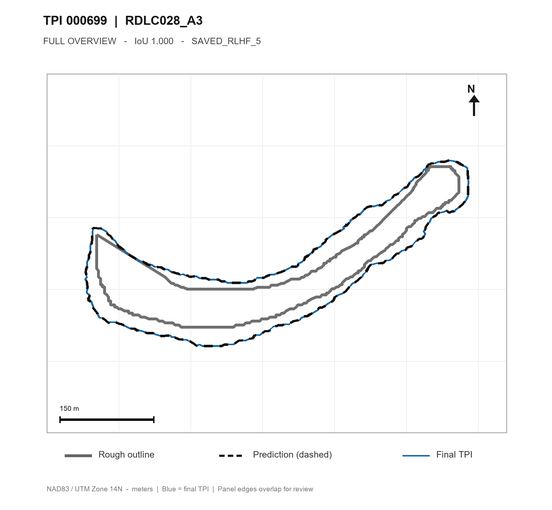 TPI 000699 | RDLC028_A3
FULL OVERVIEW - IoU 1.000 - SAVED_RLHF_5
N
150 m
Rough outline Prediction (dashed) Final TPI
NAD83 / UTM Zone 14N - meters | Blue = final TPI | Panel edges overlap for review